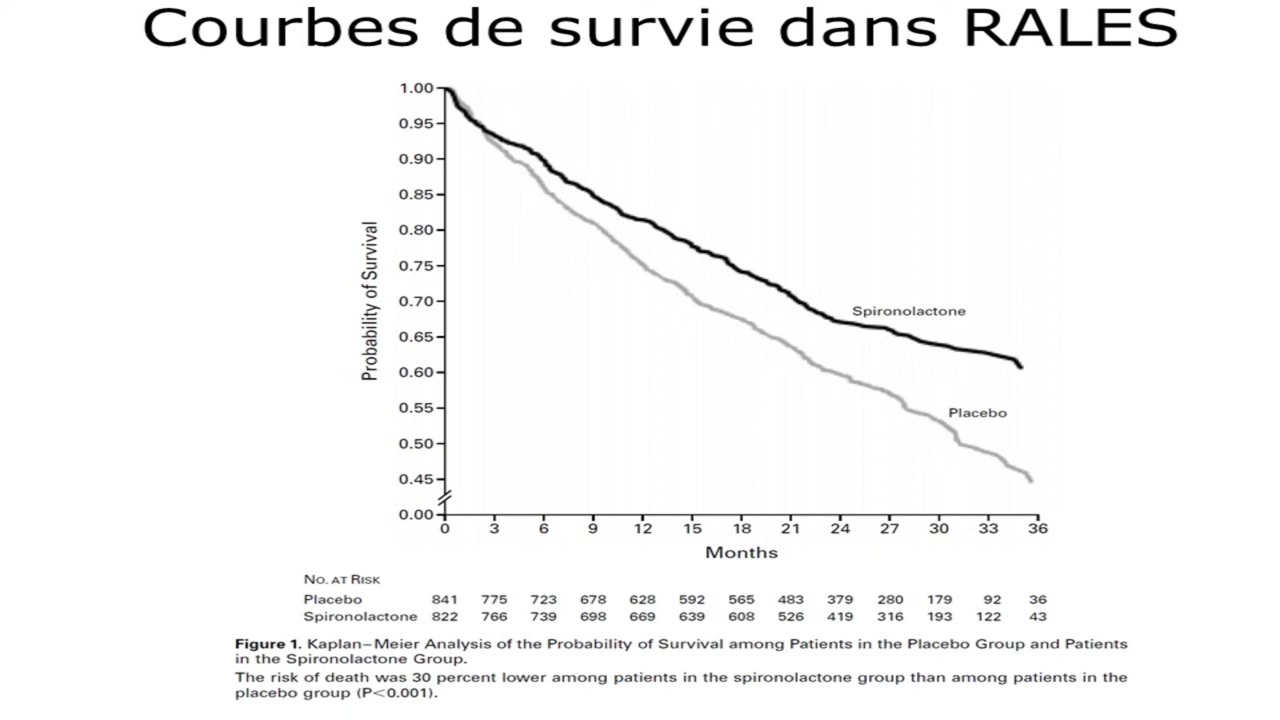 Courbes de survie dans RALES
1.00
0.95
0.90
0.85
0.80
0.75
0.70
0.65
0.60
0.55
0.50
0.45
0.00
Probability of Survival
Spironolactone
Placebo
0 3 6 9 12 15 18 21 24 27 30 33 36
Months
No. at Risk
Placebo 841 775 723 678 628 592 565 483 379 280 179 92 36
Spironolactone 822 766 739 698 669 639 608 526 419 316 193 122 43
Figure 1. Kaplan–Meier Analysis of the Probability of Survival among Patients in the Placebo Group and Patients
in the Spironolactone Group.
The risk of death was 30 percent lower among patients in the spironolactone group than among patients in the
placebo group (P<0.001).